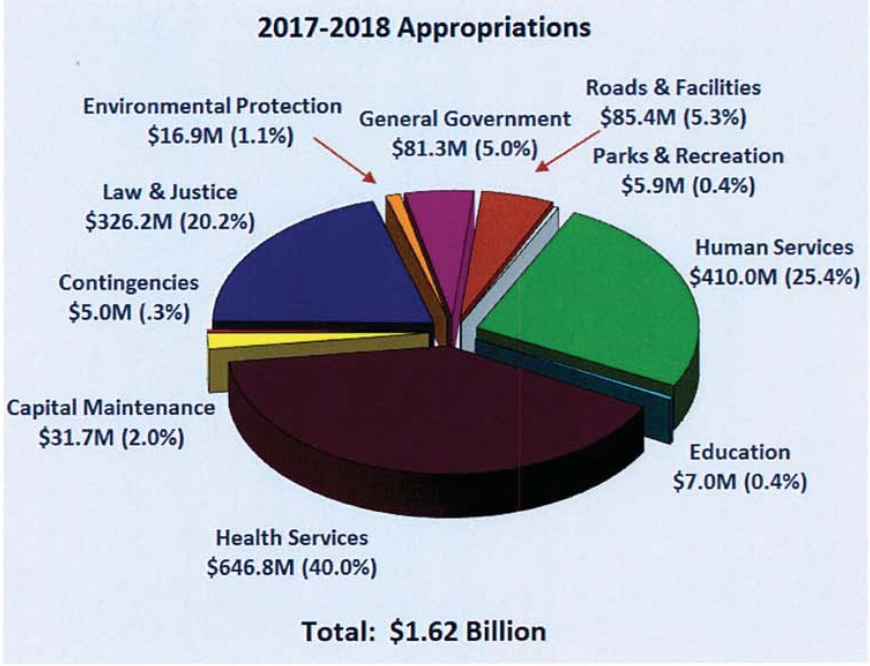 2017-2018 Appropriations
Roads & Facilities
$85.4M (5.3%)
Environmental Protection
$16.9M (1.1%)
General Government
$81.3M (5.0%)
Parks & Recreation
$5.9M (0.4%)
Law & Justice
$326.2M (20.2%)
Human Services
$410.0M (25.4%)
Contingencies
$5.0M (.3%)
Capital Maintenance
$31.7M (2.0%)
Education
$7.0M (0.4%)
Health Services
$646.8M (40.0%)
Total: $1.62 Billion